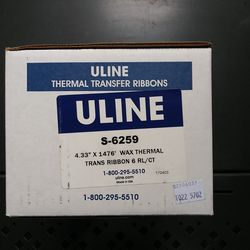 ULINE
THERMAL TRANSFER RIBBONS
ULINE
S-6259
4.33" X 1476' WAX THERMAL
TRANS RIBBON 6 RL/CT
1-800-295-5510
uline.com
1-800-295-5510